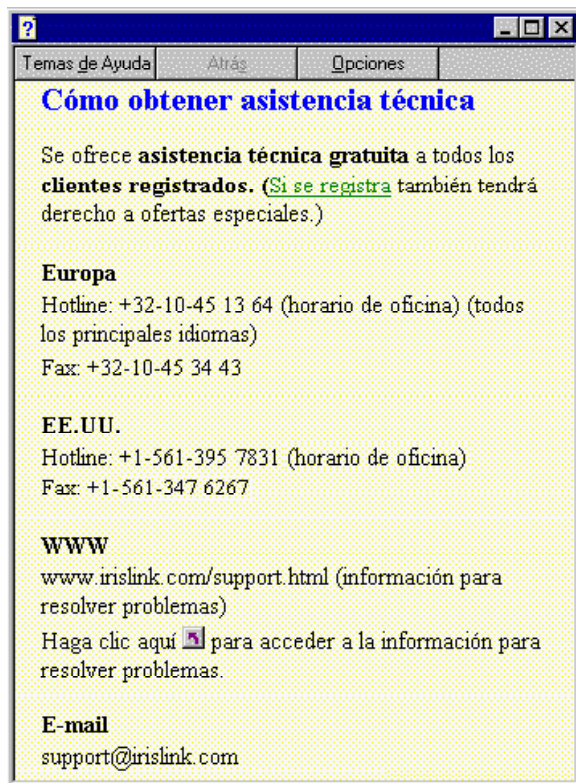 ?
Temas de Ayuda Atrás Opciones
Cómo obtener asistencia técnica
Se ofrece asistencia técnica gratuita a todos los
clientes registrados. (Si se registra también tendrá
derecho a ofertas especiales.)
Europa
Hotline: +32-10-45 13 64 (horario de oficina) (todos
los principales idiomas)
Fax: +32-10-45 34 43
EE.UU.
Hotline: +1-561-395 7831 (horario de oficina)
Fax: +1-561-347 6267
WWW
www.irislink.com/support.html (información para
resolver problemas)
Haga clic aquí para acceder a la información para
resolver problemas.
E-mail
support@irislink.com